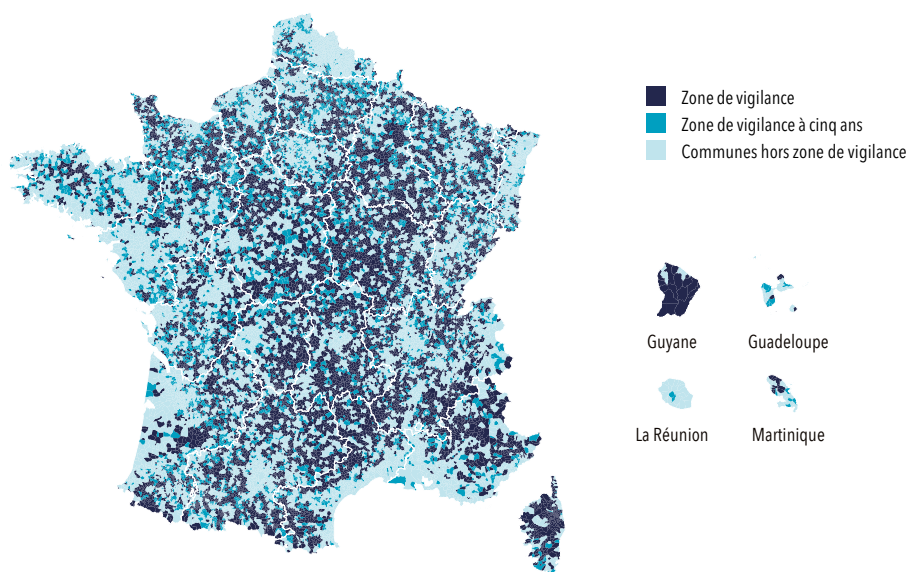 Zone de vigilance
Zone de vigilance à cinq ans
Communes hors zone de vigilance
Guyane
Guadeloupe
La Réunion
Martinique